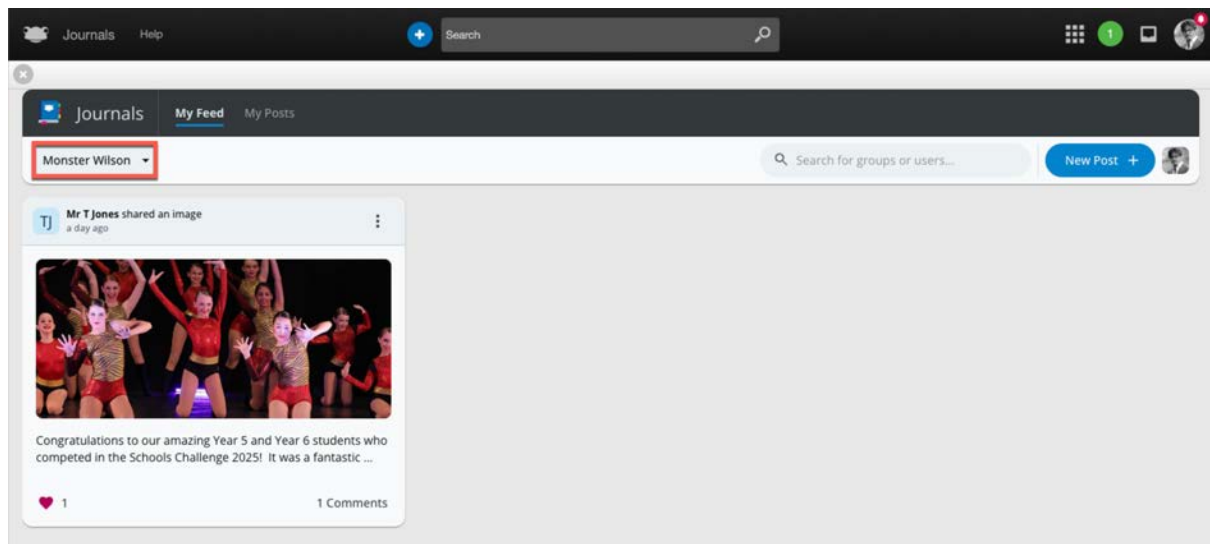 Journals Help Search 1
Journals My Feed My Posts
Monster Wilson Search for groups or users... New Post +
TJ Mr T Jones shared an image
a day ago
Congratulations to our amazing Year 5 and Year 6 students who
competed in the Schools Challenge 2025! It was a fantastic ...
1 1 Comments